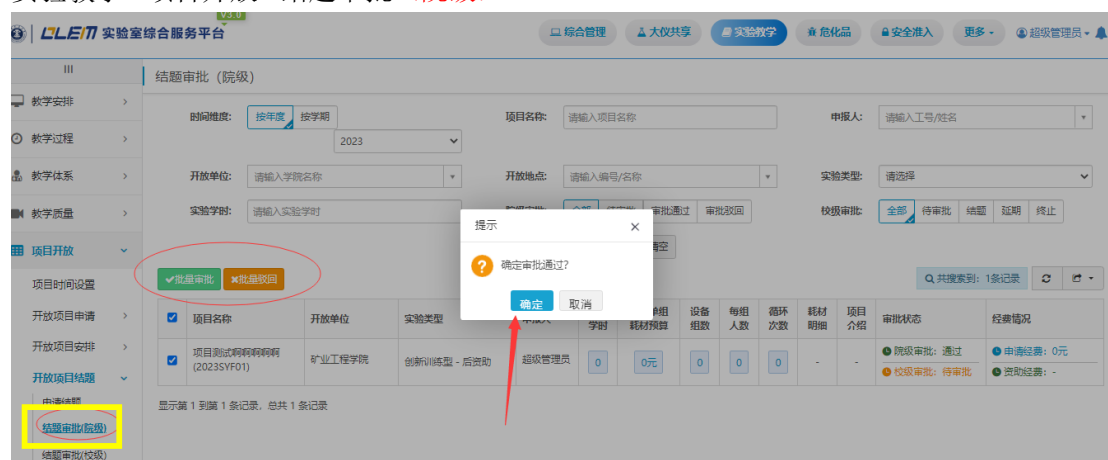 V3.0
LEM 实验室综合服务平台 综合管理 大仪共享 实验教学 危化品 安全准入 更多 超级管理员
III
结题审批（院级）
教学安排
教学过程
教学体系
教学质量
项目开放
项目时间设置
开放项目申请
开放项目安排
开放项目结题
申请结题
结题审批(院级)
结题审批(校级)
时间维度: 按年度 按学期 项目名称: 请输入项目名称 申报人: 请输入工号/姓名
2023
开放单位: 请输入学院名称 开放地点: 请输入编号/名称 实验类型: 请选择
实验学时: 请输入实验学时 全部 审批通过 审批驳回 校级审批: 全部 待审批 结题 延期 终止
提示
确定审批通过?
确定 取消
批量审批 批量驳回 共搜索到: 1条记录
项目名称 开放单位 实验类型 学时 耗材预算 设备组数 每组人数 循环次数 耗材明细 项目介绍 审批状态 经费情况
项目测试啊啊啊啊啊 (2023SYF01) 矿业工程学院 创新训练型 - 后资助 超级管理员 0 0元 0 0 0 - - 院级审批: 通过 申请经费: 0元
校级审批: 待审批 资助经费: -
显示第 1 到第 1 条记录，总共 1 条记录